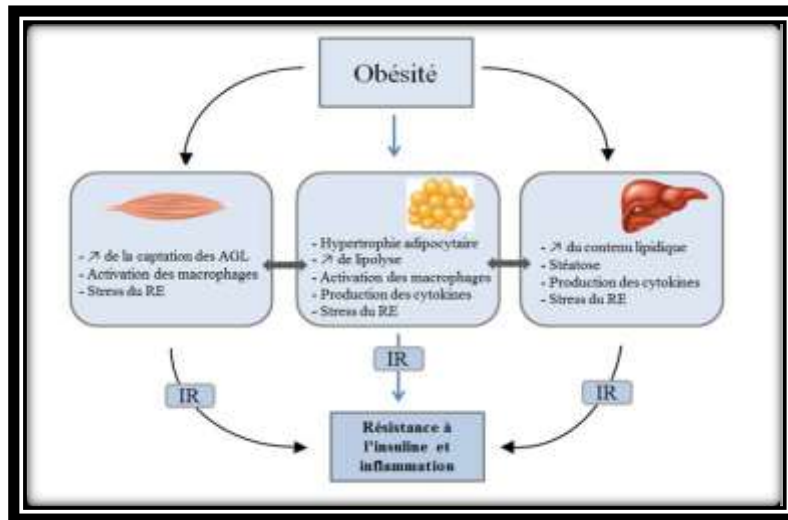 Obésité
- ↗ de la captation des AGL
- Activation des macrophages
- Stress du RE
- Hypertrophie adipocytaire
- ↗ de lipolyse
- Activation des macrophages
- Production des cytokines
- Stress du RE
- ↗ du contenu lipidique
- Stéatose
- Production des cytokines
- Stress du RE
IR
IR
IR
Résistance à
l'insuline et
inflammation